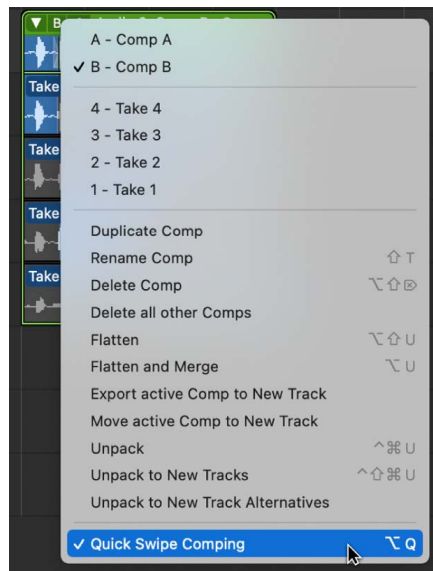 B
A - Comp A
✓ B - Comp B
Take
4 - Take 4
Take
3 - Take 3
2 - Take 2
1 - Take 1
Take
Duplicate Comp
Rename Comp ⇧ T
Take
Delete Comp ⌥ ⇧ ⌦
Delete all other Comps
Flatten ⌥ ⇧ U
Flatten and Merge ⌥ U
Export active Comp to New Track
Move active Comp to New Track
Unpack ^ ⌘ U
Unpack to New Tracks ^ ⇧ ⌘ U
Unpack to New Track Alternatives
✓ Quick Swipe Comping ⌥ Q